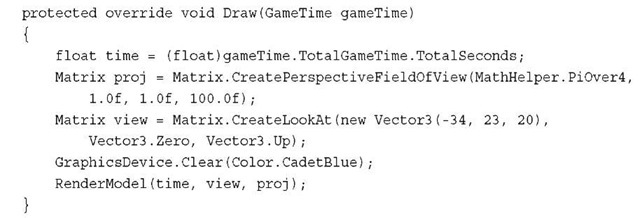 protected override void Draw(GameTime gameTime)
{
    float time = (float)gameTime.TotalGameTime.TotalSeconds;
    Matrix proj = Matrix.CreatePerspectiveFieldOfView(MathHelper.PiOver4,
        1.0f, 1.0f, 100.0f);
    Matrix view = Matrix.CreateLookAt(new Vector3(-34, 23, 20),
        Vector3.Zero, Vector3.Up);
    GraphicsDevice.Clear(Color.CadetBlue);
    RenderModel(time, view, proj);
}